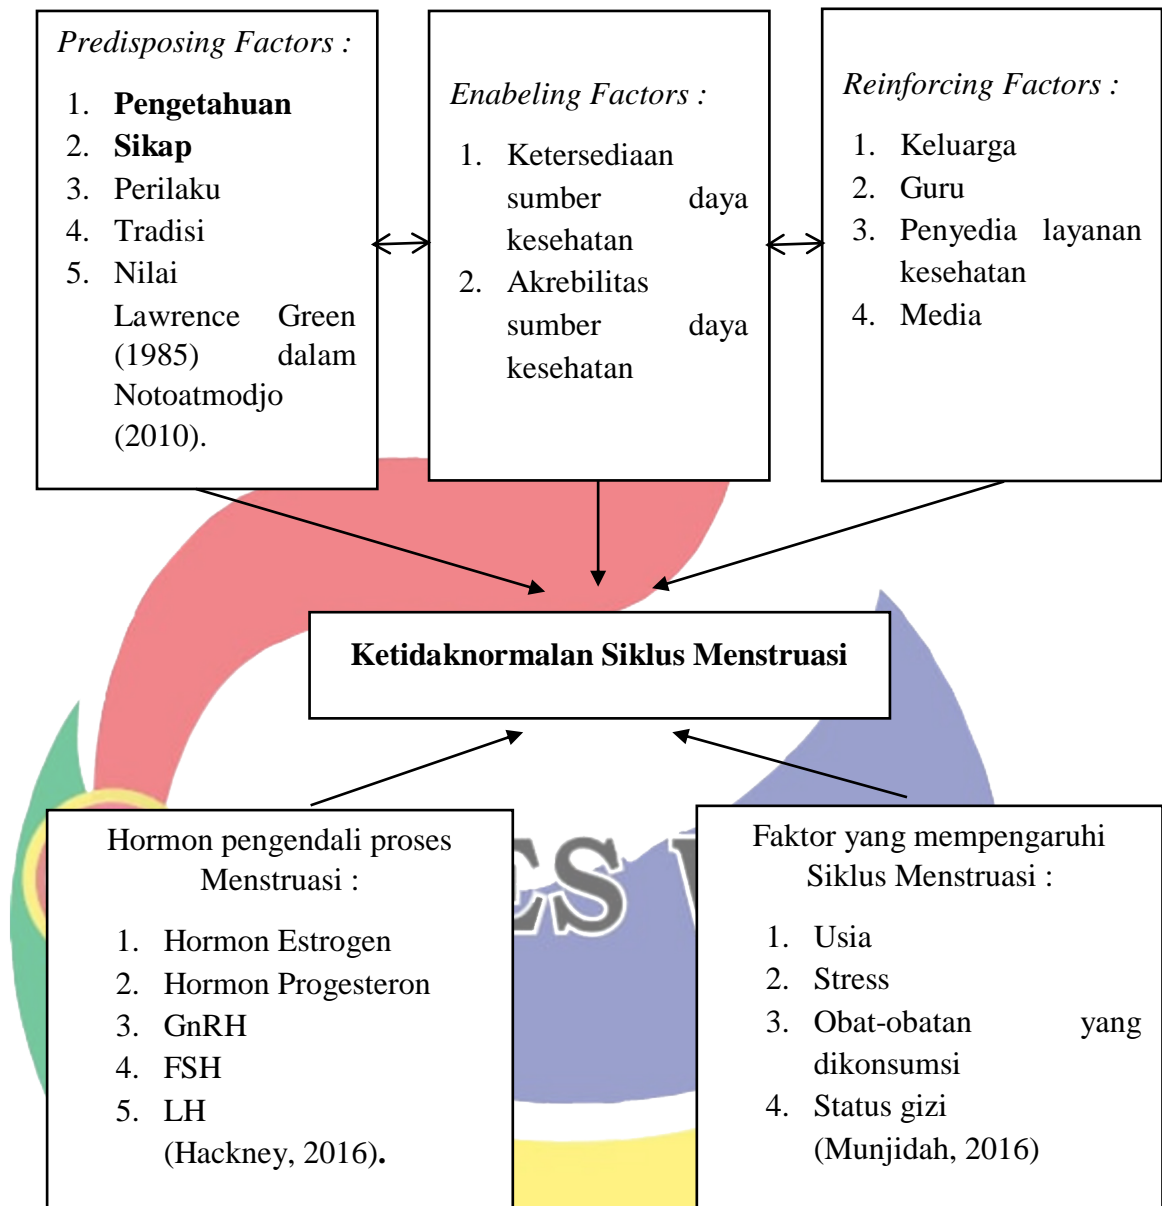 Predisposing Factors :
1. Pengetahuan
2. Sikap
3. Perilaku
4. Tradisi
5. Nilai
Lawrence Green
(1985) dalam
Notoatmodjo
(2010).
Enabeling Factors :
1. Ketersediaan
sumber daya
kesehatan
2. Akrebilitas
sumber daya
kesehatan
Reinforcing Factors :
1. Keluarga
2. Guru
3. Penyedia layanan
kesehatan
4. Media
Ketidaknormalan Siklus Menstruasi
Hormon pengendali proses
Menstruasi :
1. Hormon Estrogen
2. Hormon Progesteron
3. GnRH
4. FSH
5. LH
(Hackney, 2016).
Faktor yang mempengaruhi
Siklus Menstruasi :
1. Usia
2. Stress
3. Obat-obatan yang
dikonsumsi
4. Status gizi
(Munjidah, 2016)